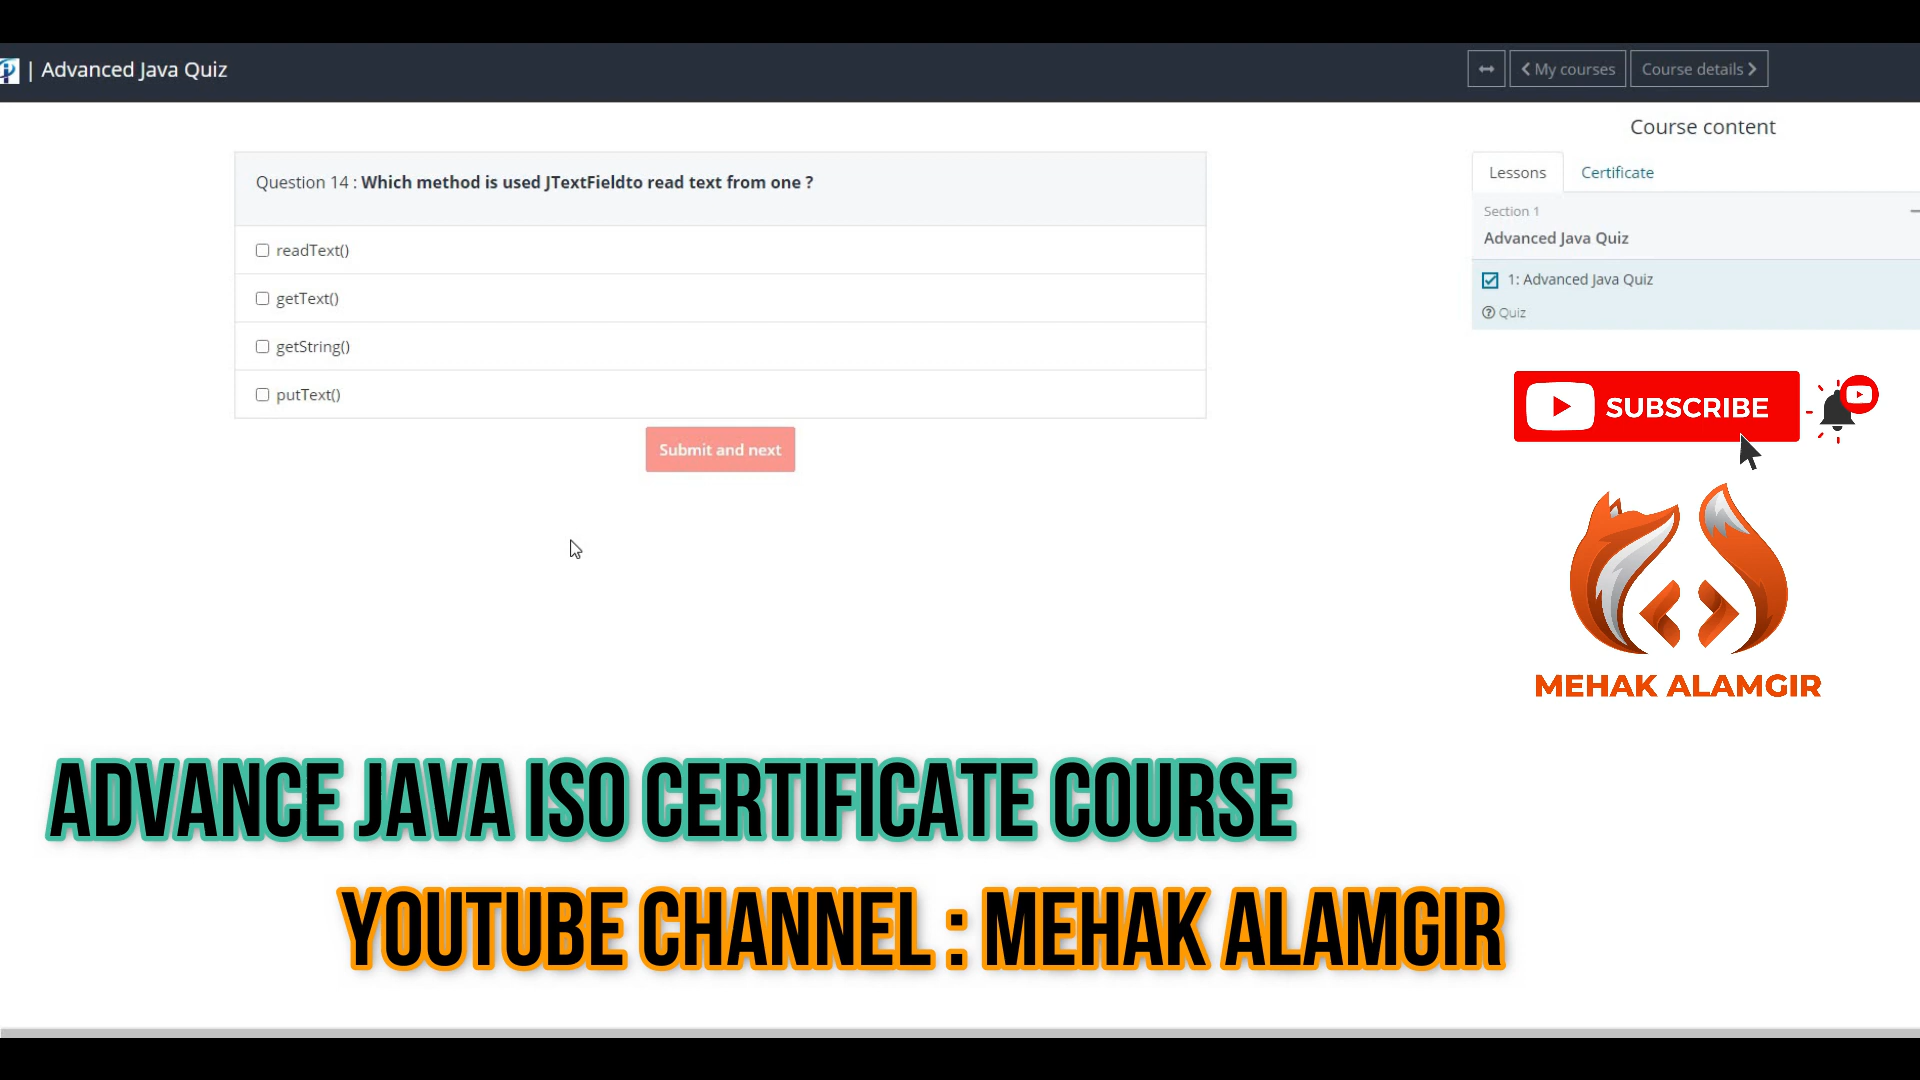 | Advanced Java Quiz
My courses
Course details
Course content
Question 14 : Which method is used JTextFieldto read text from one ?
readText()
getText()
getString()
putText()
Submit and next
Lessons
Certificate
Section 1
Advanced Java Quiz
1: Advanced Java Quiz
Quiz
SUBSCRIBE
MEHAK ALAMGIR
ADVANCE JAVA ISO CERTIFICATE COURSE
YOUTUBE CHANNEL : MEHAK ALAMGIR